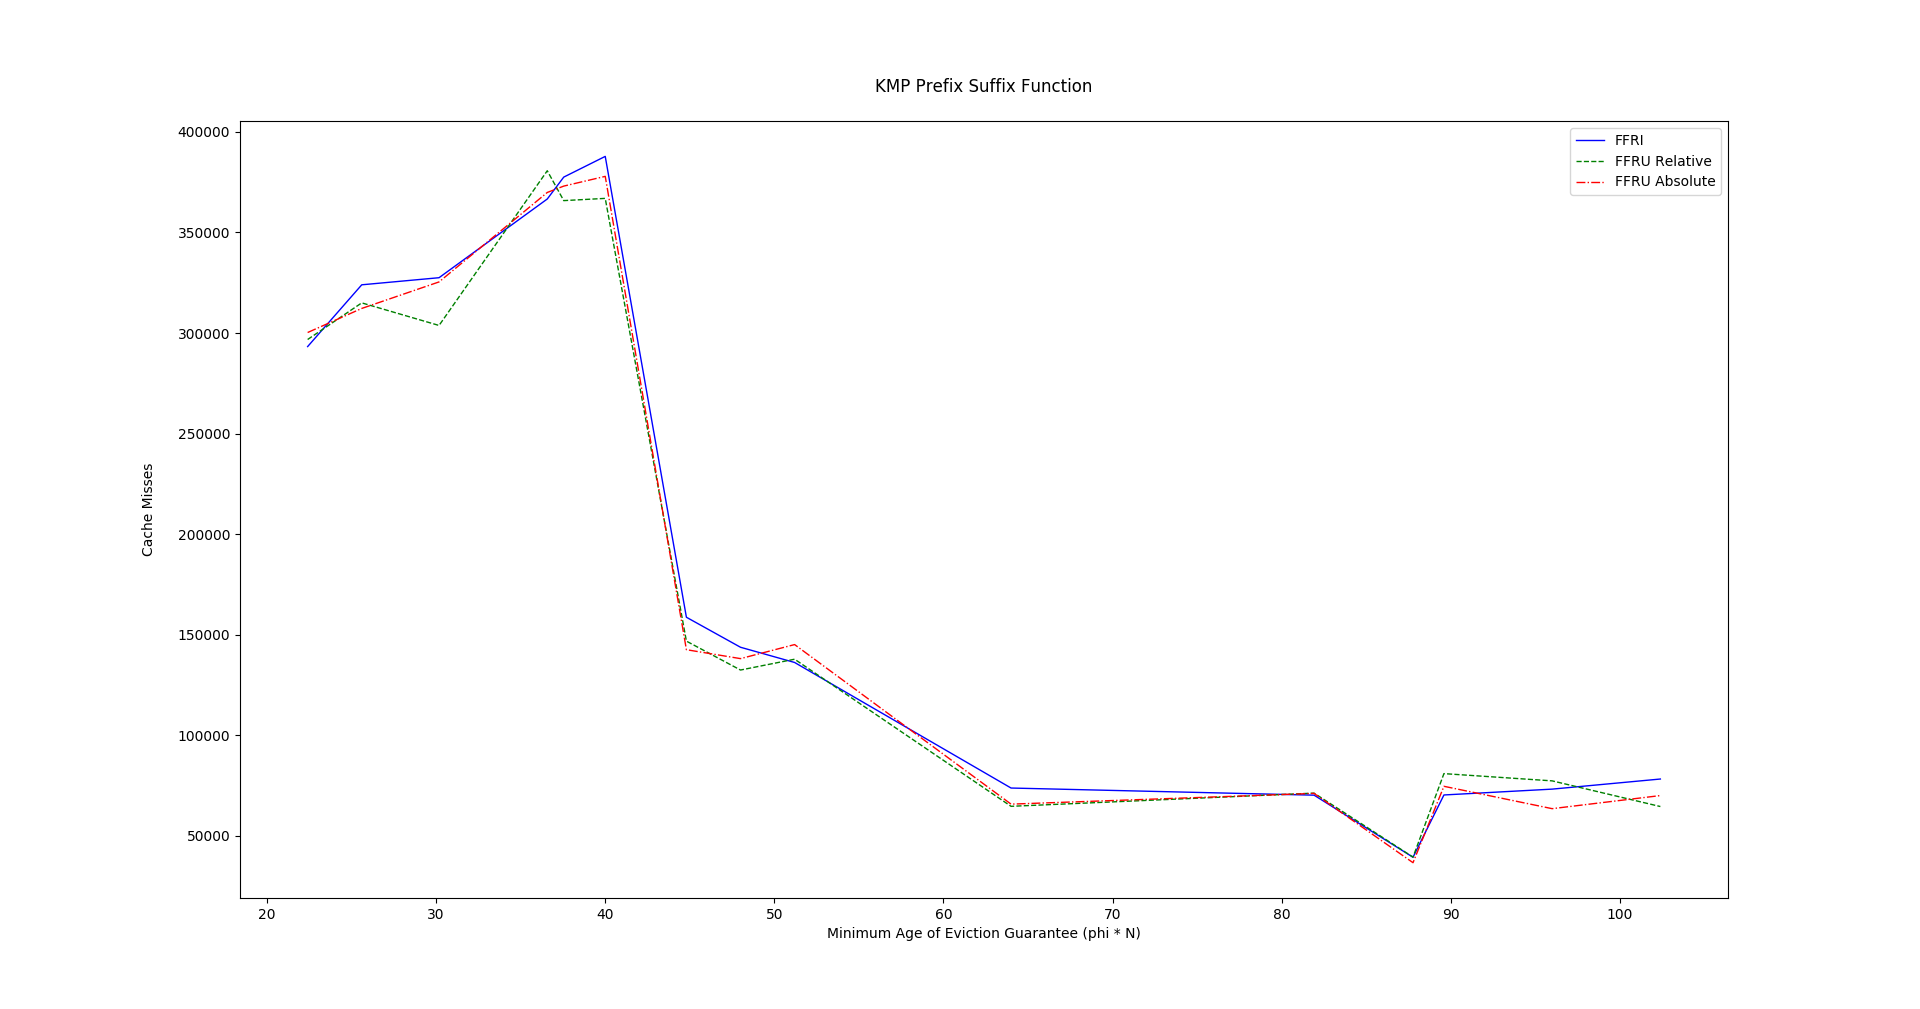 KMP Prefix Suffix Function
FFRI
FFRU Relative
FFRU Absolute
400000
350000
300000
250000
200000
150000
100000
50000
Cache Misses
20 30 40 50 60 70 80 90 100
Minimum Age of Eviction Guarantee (phi * N)